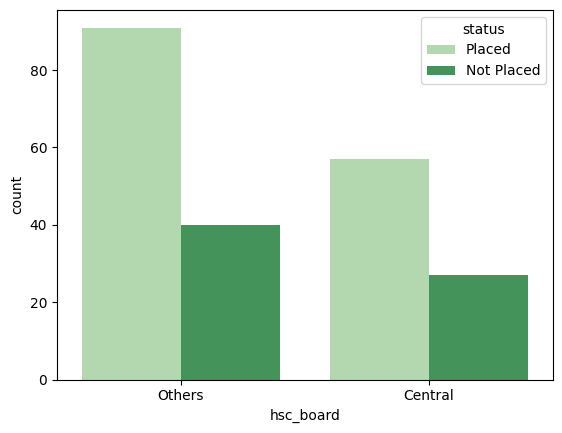 status
Placed
Not Placed
80
60
40
20
0
count
Others Central
hsc_board